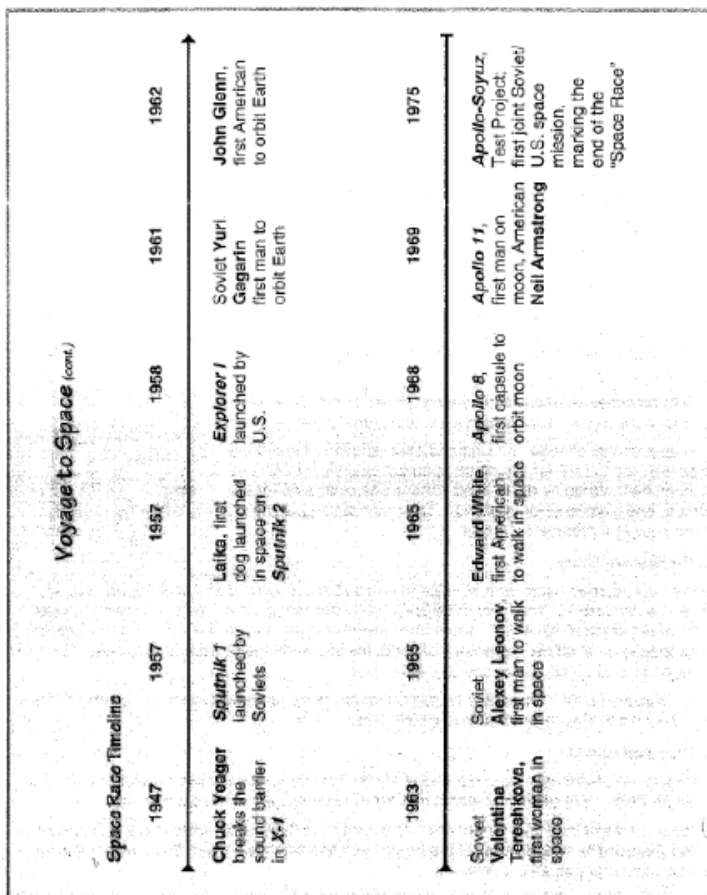 Voyage to Space (cont.)
Space Race Timeline
1947
1957
1957
1958
1961
1962
Chuck Yeager
breaks the
sound barrier
in X-1
Sputnik 1
launched by
Soviets
Laika, first
dog launched
in space on
Sputnik 2
Explorer I
launched by
U.S.
Soviet Yuri
Gagarin
first man to
orbit Earth
John Glenn,
first American
to orbit Earth
1963
1965
1965
1968
1969
1975
Soviet
Valentina
Tereshkova,
first woman in
space
Soviet
Alexey Leonov,
first man to walk
in space
Edward White,
first American
to walk in space
Apollo 8,
first capsule to
orbit moon
Apollo 11,
first man on
moon, American
Neil Armstrong
Apollo-Soyuz,
Test Project;
first joint Soviet/
U.S. space
mission,
marking the
end of the
"Space Race"